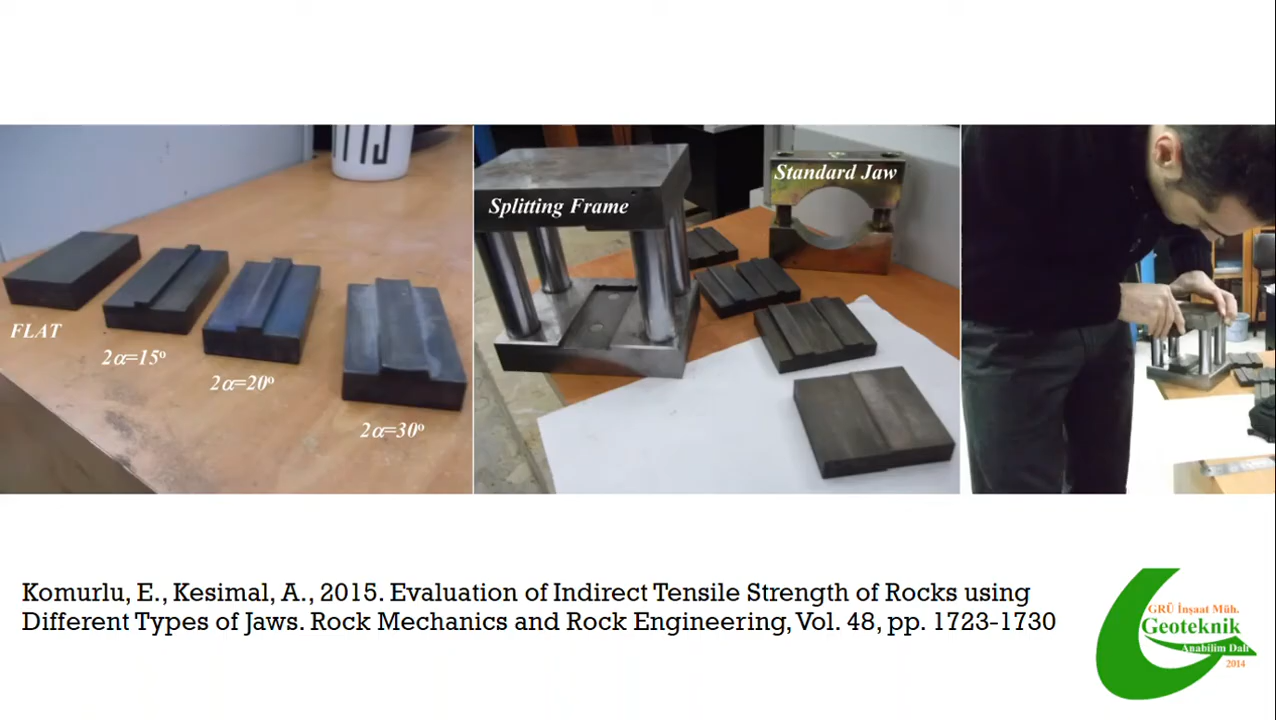 FLAT
2α=15°
2α=20°
2α=30°
Splitting Frame
Standard Jaw
Komurlu, E., Kesimal, A., 2015. Evaluation of Indirect Tensile Strength of Rocks using
Different Types of Jaws. Rock Mechanics and Rock Engineering, Vol. 48, pp. 1723-1730
GRÜ İnşaat Müh.
Geoteknik
Anabilim Dalı
2014